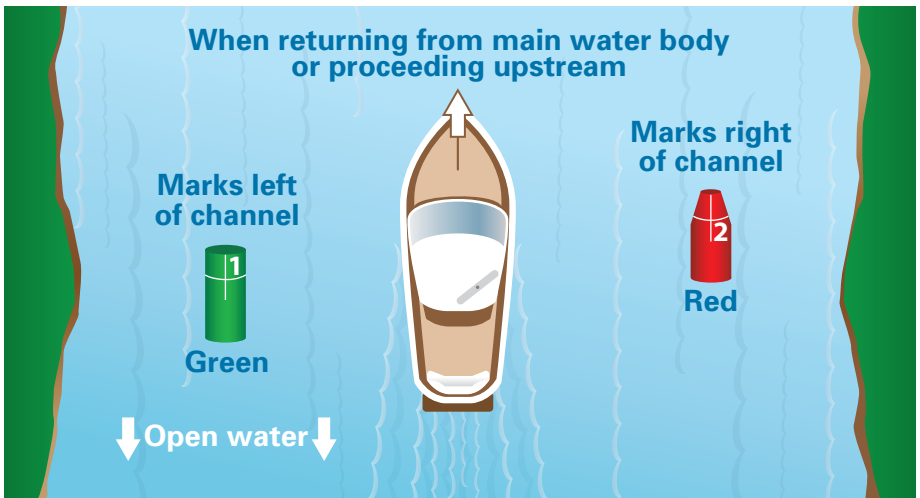 When returning from main water body
or proceeding upstream
Marks right
of channel
Marks left
of channel
1
2
Green
Red
Open water